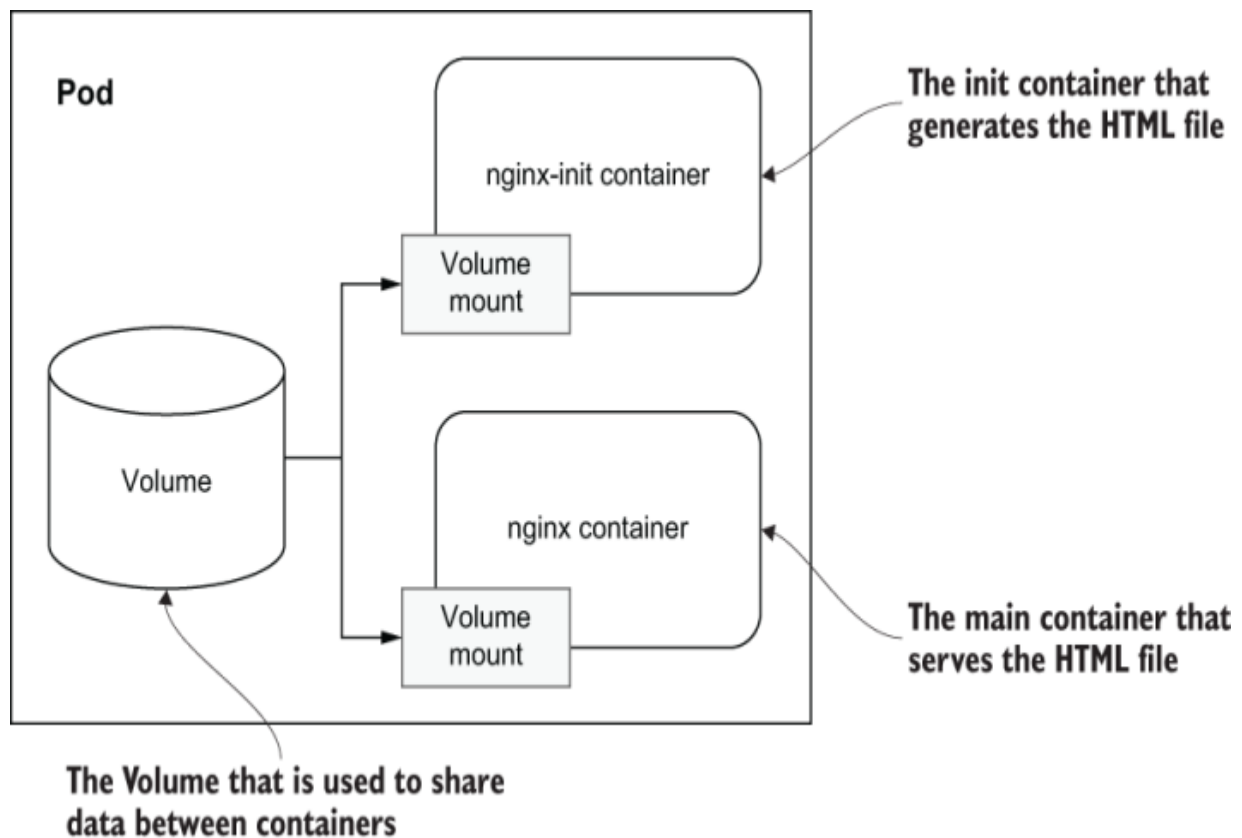 Pod
nginx-init container
Volume
mount
The init container that
generates the HTML file
Volume
nginx container
Volume
mount
The main container that
serves the HTML file
The Volume that is used to share
data between containers